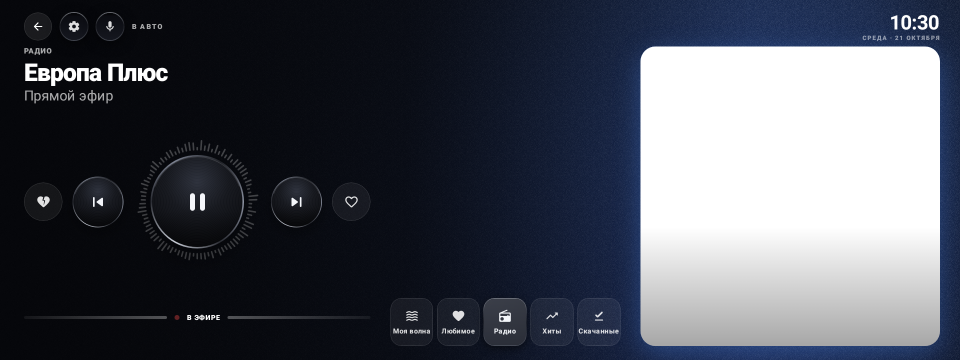 В АВТО
10:30
СРЕДА · 21 ОКТЯБРЯ
РАДИО
Европа Плюс
Прямой эфир
В ЭФИРЕ
Моя волна
Любимое
Радио
Хиты
Скачанные